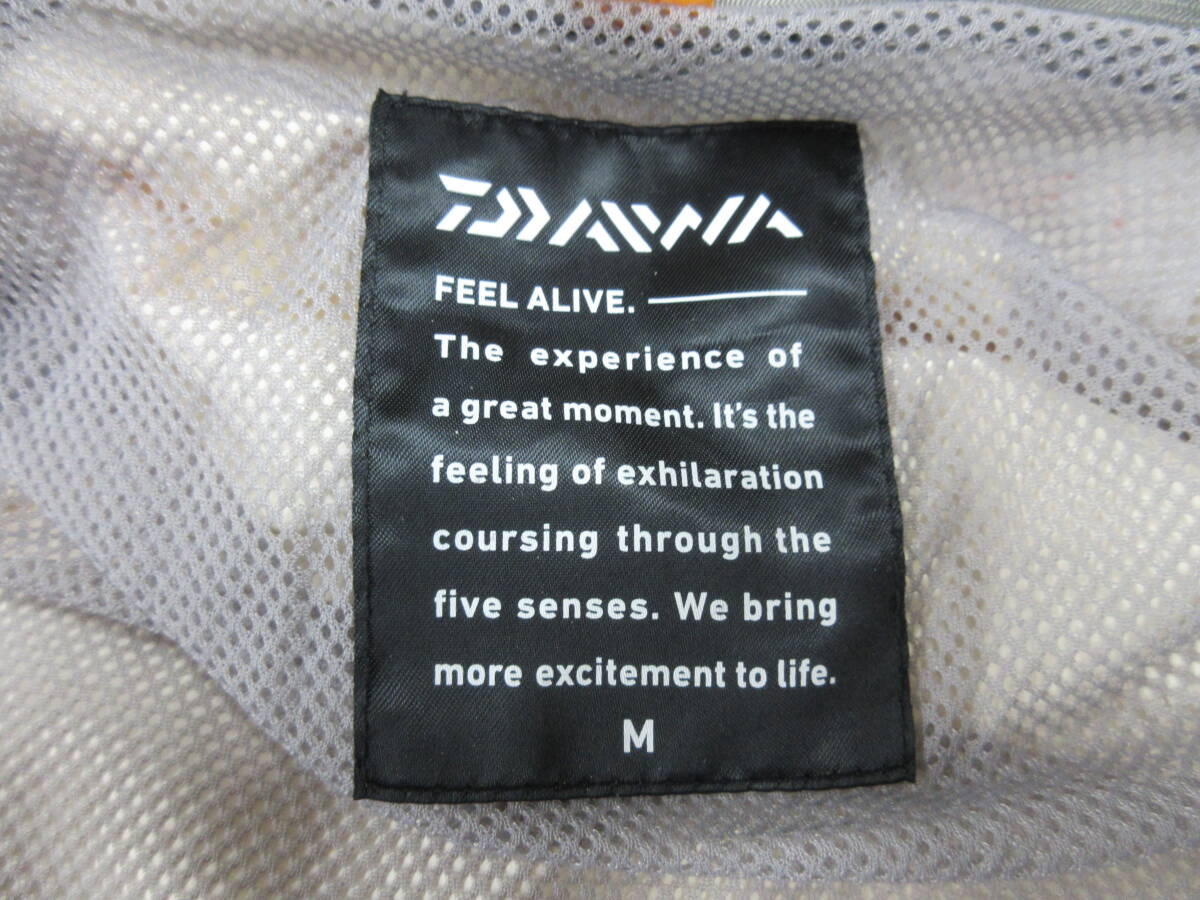 DAIWA
FEEL ALIVE.
The experience of
a great moment. It's the
feeling of exhilaration
coursing through the
five senses. We bring
more excitement to life.
M